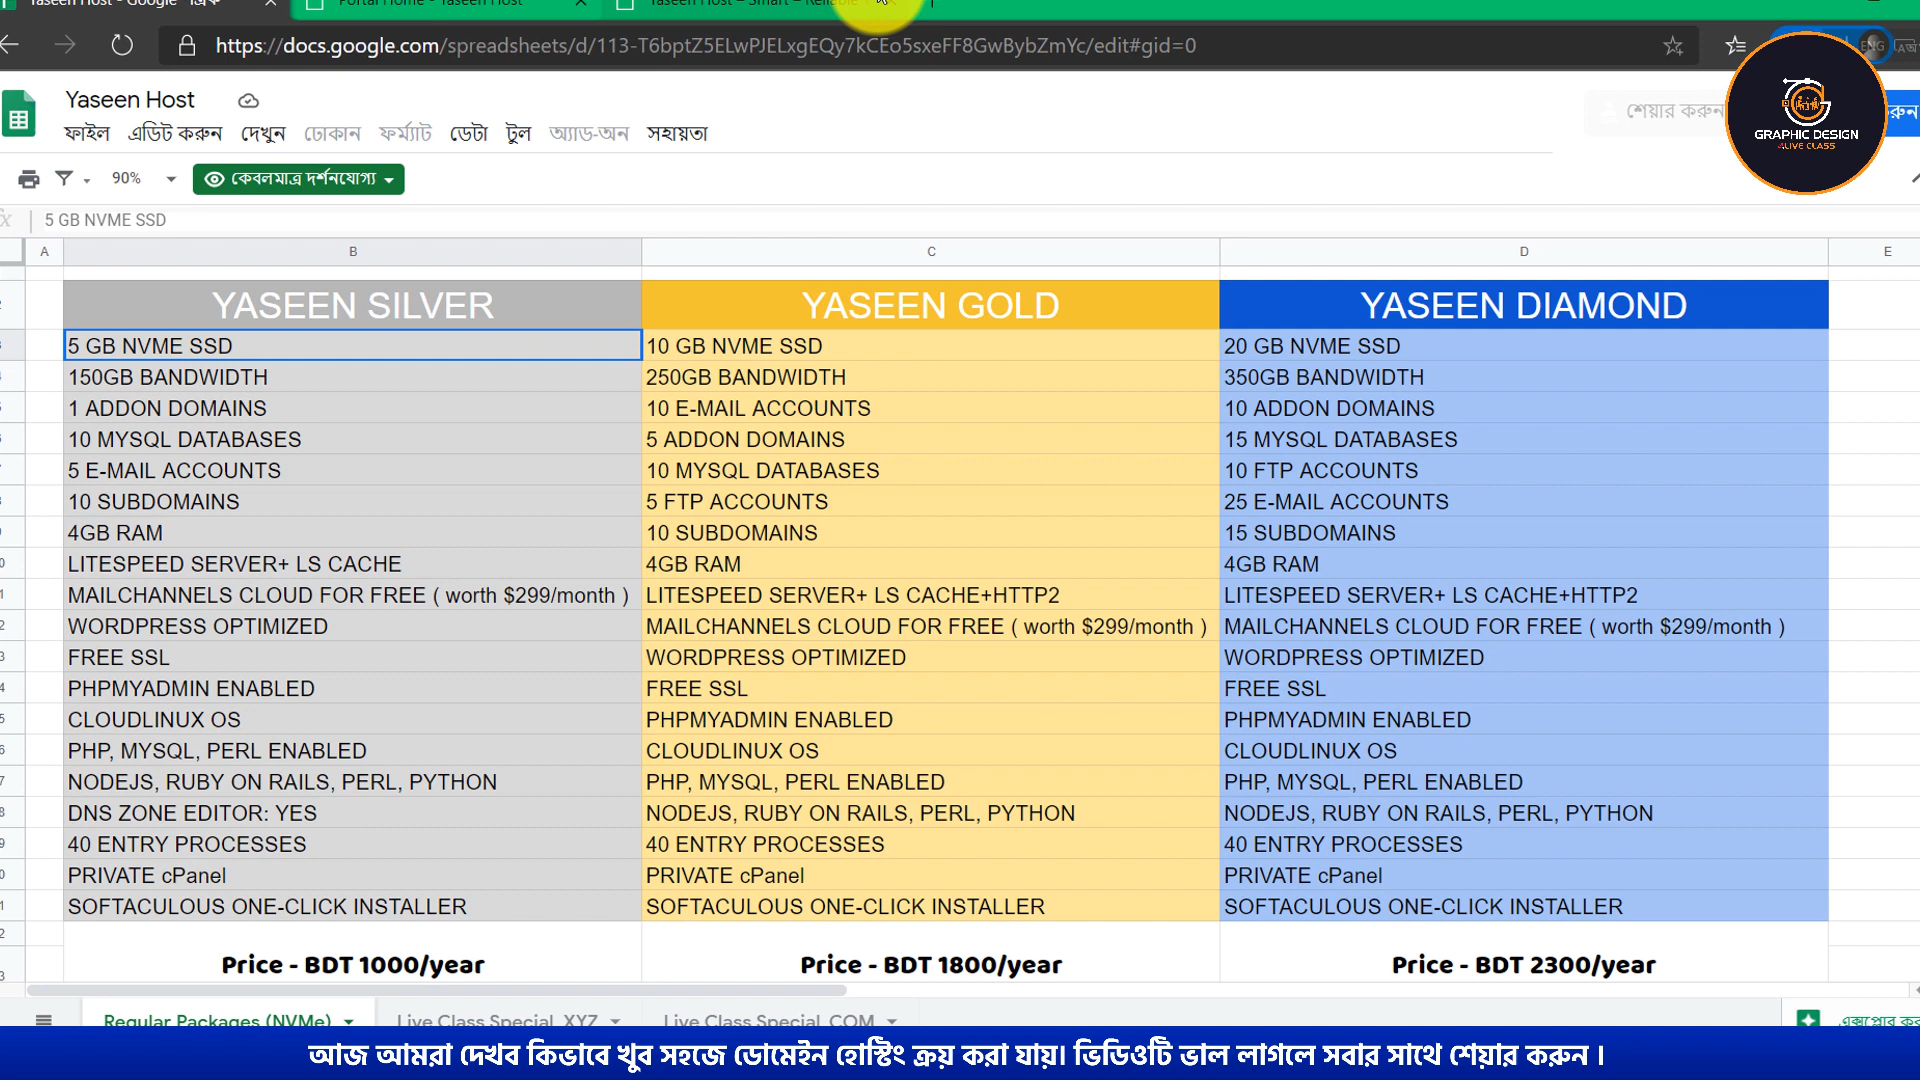 Yaseen Host - Google
Portal Home - Yaseen Host
Yaseen Host – Smart – Reliable
https://docs.google.com/spreadsheets/d/113-T6bptZ5ELwPJELxgEQy7kCEo5sxeFF8GwBybZmYc/edit#gid=0
ENG
Yaseen Host
শেয়ার করুন
GRAPHIC DESIGN
4LIVE CLASS
ফাইল এডিট করুন দেখুন ঢোকান ফর্ম্যাট ডেটা টুল অ্যাড-অন সহায়তা
90% কেবলমাত্র দর্শনযোগ্য
5 GB NVME SSD
A B C D E
YASEEN SILVER YASEEN GOLD YASEEN DIAMOND
5 GB NVME SSD 10 GB NVME SSD 20 GB NVME SSD
150GB BANDWIDTH 250GB BANDWIDTH 350GB BANDWIDTH
1 ADDON DOMAINS 10 E-MAIL ACCOUNTS 10 ADDON DOMAINS
10 MYSQL DATABASES 5 ADDON DOMAINS 15 MYSQL DATABASES
5 E-MAIL ACCOUNTS 10 MYSQL DATABASES 10 FTP ACCOUNTS
10 SUBDOMAINS 5 FTP ACCOUNTS 25 E-MAIL ACCOUNTS
4GB RAM 10 SUBDOMAINS 15 SUBDOMAINS
LITESPEED SERVER+ LS CACHE 4GB RAM 4GB RAM
MAILCHANNELS CLOUD FOR FREE ( worth $299/month ) LITESPEED SERVER+ LS CACHE+HTTP2 LITESPEED SERVER+ LS CACHE+HTTP2
WORDPRESS OPTIMIZED MAILCHANNELS CLOUD FOR FREE ( worth $299/month ) MAILCHANNELS CLOUD FOR FREE ( worth $299/month )
FREE SSL WORDPRESS OPTIMIZED WORDPRESS OPTIMIZED
PHPMYADMIN ENABLED FREE SSL FREE SSL
CLOUDLINUX OS PHPMYADMIN ENABLED PHPMYADMIN ENABLED
PHP, MYSQL, PERL ENABLED CLOUDLINUX OS CLOUDLINUX OS
NODEJS, RUBY ON RAILS, PERL, PYTHON PHP, MYSQL, PERL ENABLED PHP, MYSQL, PERL ENABLED
DNS ZONE EDITOR: YES NODEJS, RUBY ON RAILS, PERL, PYTHON NODEJS, RUBY ON RAILS, PERL, PYTHON
40 ENTRY PROCESSES 40 ENTRY PROCESSES 40 ENTRY PROCESSES
PRIVATE cPanel PRIVATE cPanel PRIVATE cPanel
SOFTACULOUS ONE-CLICK INSTALLER SOFTACULOUS ONE-CLICK INSTALLER SOFTACULOUS ONE-CLICK INSTALLER
Price - BDT 1000/year Price - BDT 1800/year Price - BDT 2300/year
Regular Packages (NVMe) Live Class Special .XYZ Live Class Special .COM
আজ আমরা দেখব কিভাবে খুব সহজে ডোমেইন হোস্টিং ক্রয় করা যায়। ভিডিওটি ভাল লাগলে সবার সাথে শেয়ার করুন ।